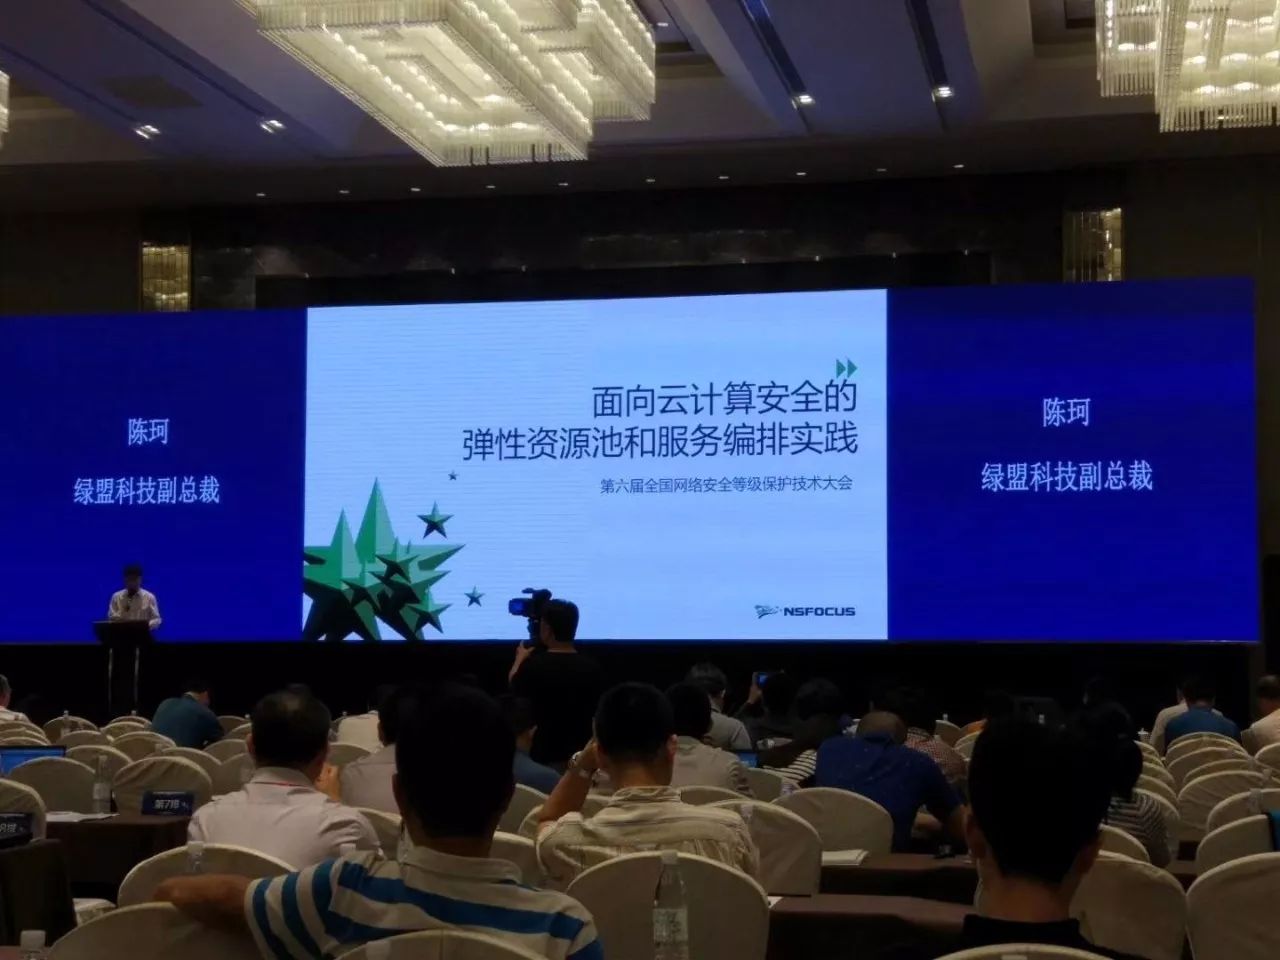 陈珂
绿盟科技副总裁
面向云计算安全的
弹性资源池和服务编排实践
第六届全国网络安全等级保护技术大会
NSFOCUS
陈珂
绿盟科技副总裁
第7排